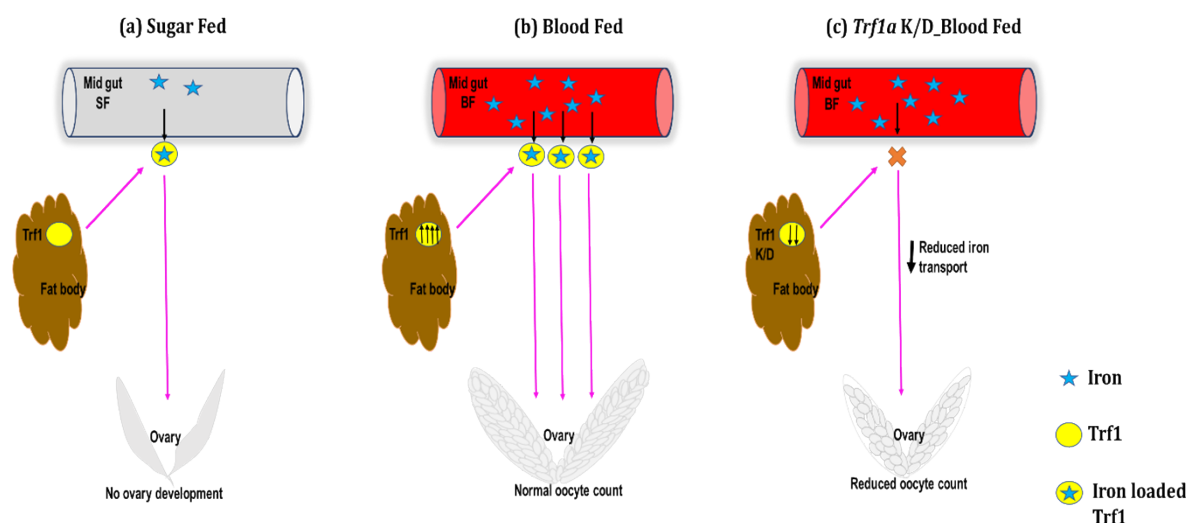 (a) Sugar Fed
Mid gut
SF
Trf1
Fat body
Ovary
No ovary development
(b) Blood Fed
Mid gut
BF
Trf1
Fat body
Ovary
Normal oocyte count
(c) Trf1a K/D_Blood Fed
Mid gut
BF
Trf1
K/D
Fat body
Reduced iron
transport
Ovary
Reduced oocyte count
Iron
Trf1
Iron loaded
Trf1